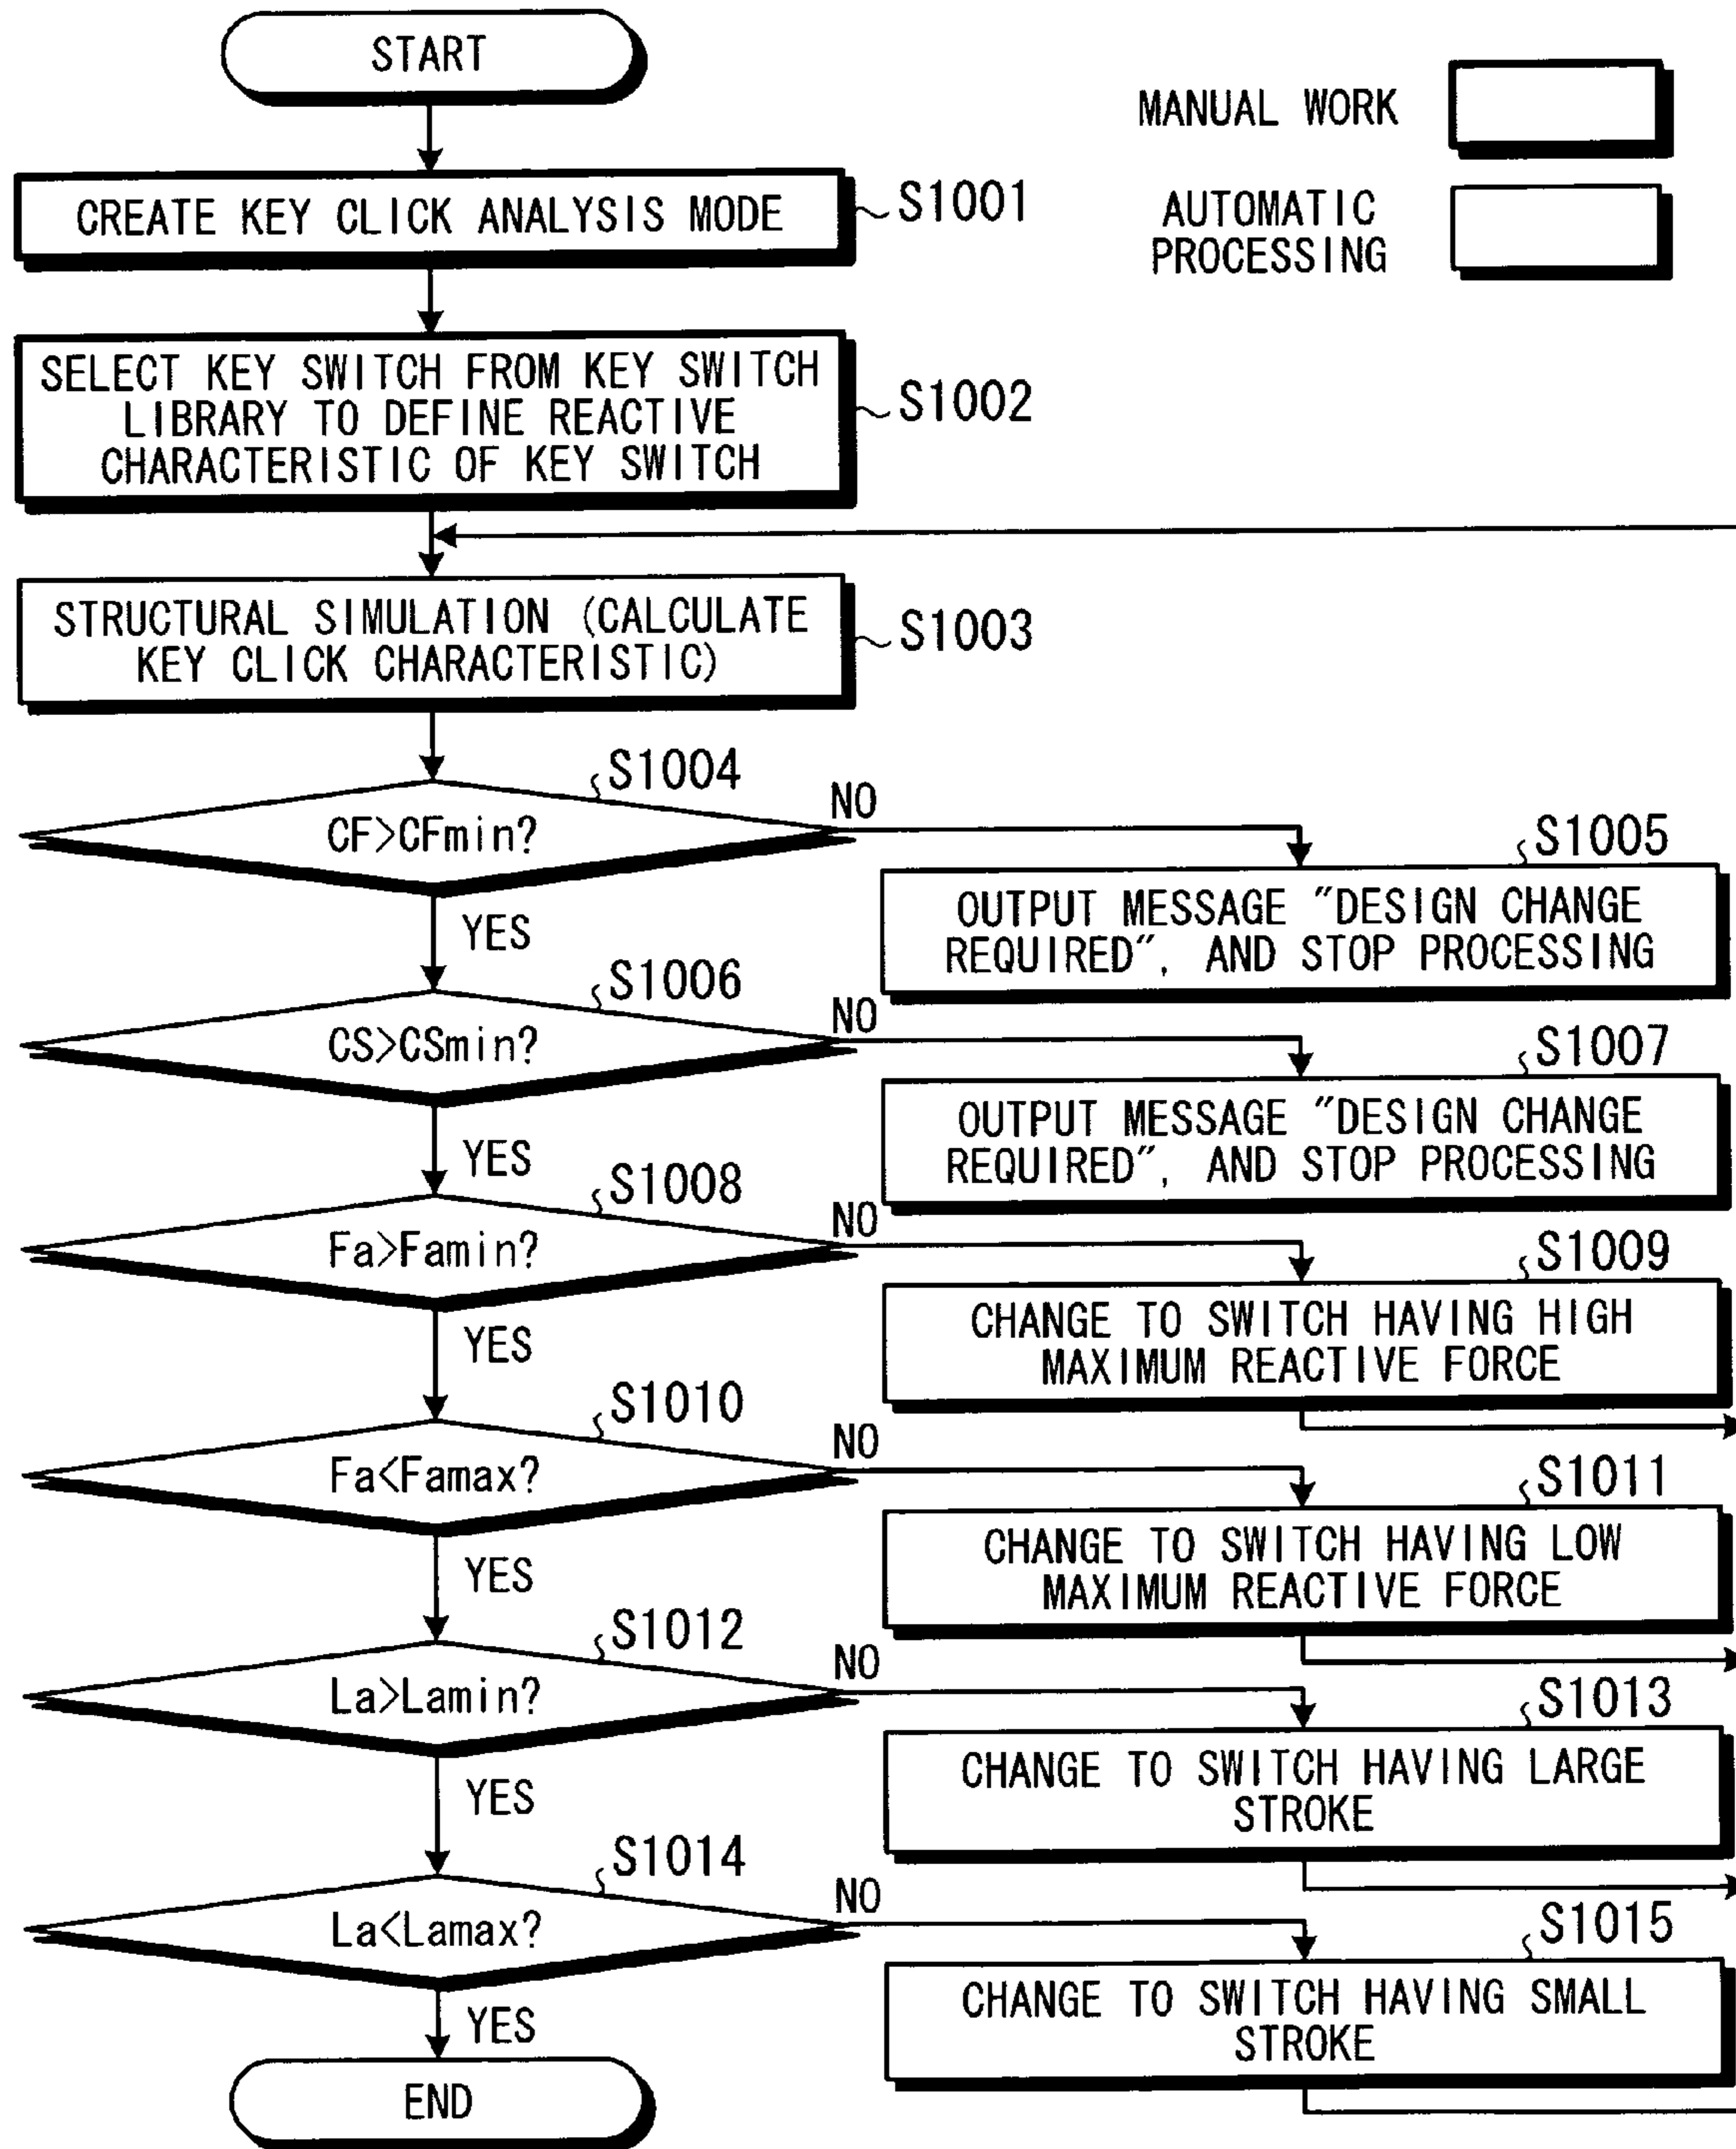 START
MANUAL WORK
AUTOMATIC
PROCESSING
CREATE KEY CLICK ANALYSIS MODE
S1001
SELECT KEY SWITCH FROM KEY SWITCH
LIBRARY TO DEFINE REACTIVE
CHARACTERISTIC OF KEY SWITCH
S1002
STRUCTURAL SIMULATION (CALCULATE
KEY CLICK CHARACTERISTIC)
S1003
S1004
CF>CFmin?
NO
YES
S1005
OUTPUT MESSAGE "DESIGN CHANGE
REQUIRED", AND STOP PROCESSING
S1006
CS>CSmin?
NO
YES
S1007
OUTPUT MESSAGE "DESIGN CHANGE
REQUIRED", AND STOP PROCESSING
S1008
Fa>Famin?
NO
YES
S1009
CHANGE TO SWITCH HAVING HIGH
MAXIMUM REACTIVE FORCE
S1010
Fa<Famax?
NO
YES
S1011
CHANGE TO SWITCH HAVING LOW
MAXIMUM REACTIVE FORCE
S1012
La>Lamin?
NO
YES
S1013
CHANGE TO SWITCH HAVING LARGE
STROKE
S1014
La<Lamax?
NO
YES
S1015
CHANGE TO SWITCH HAVING SMALL
STROKE
END